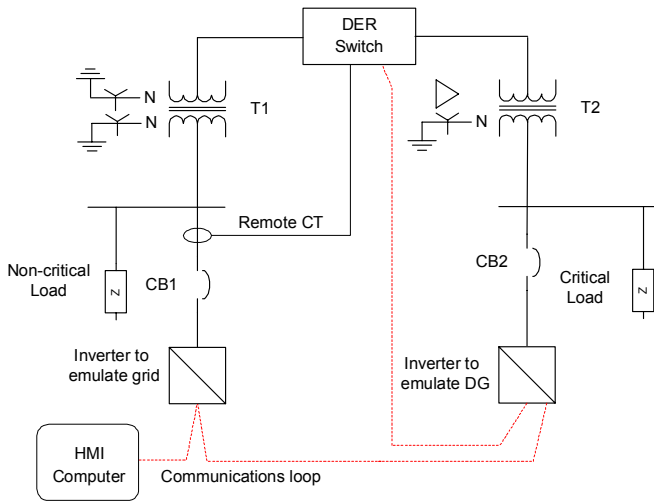 DER
Switch
N
T1
N
T2
N
Remote CT
Non-critical
Load
Z
CB1
CB2
Critical
Load
Z
Inverter to
emulate grid
Inverter to
emulate DG
HMI
Computer
Communications loop